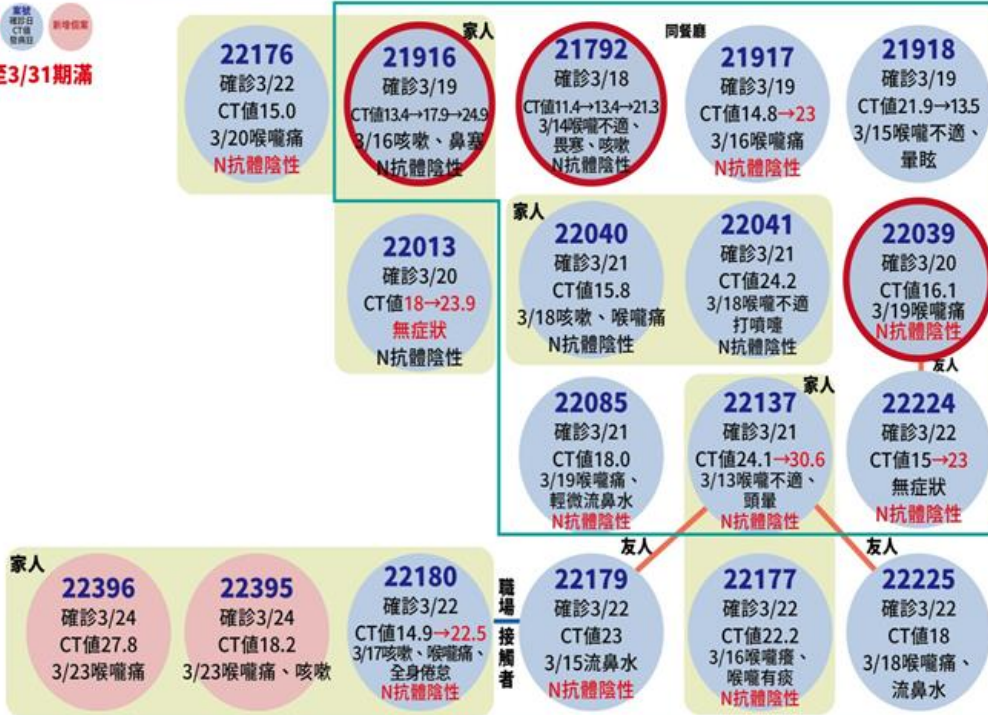 案號
確診日
CT值
發病日
新增個案
至3/31期滿
家人
22176
確診3/22
CT值15.0
3/20喉嚨痛
N抗體陰性
21916
確診3/19
CT值13.4→17.9→24.9
3/16咳嗽、鼻塞
N抗體陰性
21792
確診3/18
CT值11.4→13.4→21.3
3/14喉嚨不適、
畏寒、咳嗽
N抗體陰性
同餐廳
21917
確診3/19
CT值14.8→23
3/16喉嚨痛
N抗體陰性
21918
確診3/19
CT值21.9→13.5
3/15喉嚨不適、
暈眩
22013
確診3/20
CT值18→23.9
無症狀
N抗體陰性
家人
22040
確診3/21
CT值15.8
3/18咳嗽、喉嚨痛
N抗體陰性
22041
確診3/21
CT值24.2
3/18喉嚨不適
打噴嚏
N抗體陰性
22039
確診3/20
CT值16.1
3/19喉嚨痛
N抗體陰性
友人
22085
確診3/21
CT值18.0
3/19喉嚨痛、
輕微流鼻水
N抗體陰性
家人
22137
確診3/21
CT值24.1→30.6
3/13喉嚨不適、
頭暈
N抗體陰性
22224
確診3/22
CT值15→23
無症狀
N抗體陰性
友人
友人
家人
22396
確診3/24
CT值27.8
3/23喉嚨痛
22395
確診3/24
CT值18.2
3/23喉嚨痛、咳嗽
22180
確診3/22
CT值14.9→22.5
3/17咳嗽、喉嚨痛、
全身倦怠
N抗體陰性
職場
接觸者
22179
確診3/22
CT值23
3/15流鼻水
N抗體陰性
22177
確診3/22
CT值22.2
3/16喉嚨癢、
喉嚨有痰
N抗體陰性
22225
確診3/22
CT值18
3/18喉嚨痛、
流鼻水